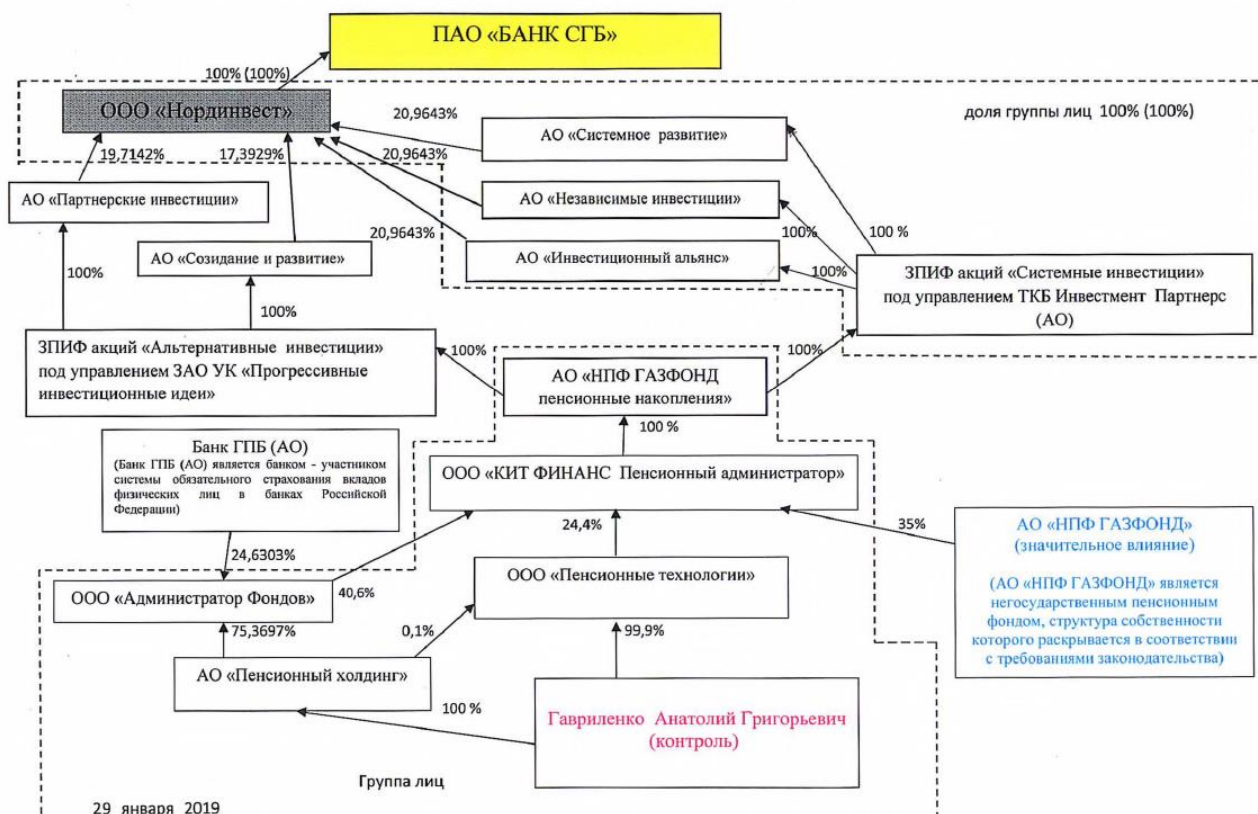 ПАО «БАНК СГБ»
100% (100%)
ООО «Нординвест»
доля группы лиц 100% (100%)
20,9643%
АО «Системное развитие»
19,7142%
17,3929%
20,9643%
АО «Партнерские инвестиции»
АО «Независимые инвестиции»
20,9643%
100%
100 %
АО «Созидание и развитие»
АО «Инвестиционный альянс»
100%
100%
ЗПИФ акций «Системные инвестиции»
под управлением ТКБ Инвестмент Партнерс
(АО)
100%
ЗПИФ акций «Альтернативные инвестиции»
под управлением ЗАО УК «Прогрессивные
инвестиционные идеи»
100%
100%
АО «НПФ ГАЗФОНД
пенсионные накопления»
100 %
Банк ГПБ (АО)
(Банк ГПБ (АО) является банком - участником
системы обязательного страхования вкладов
физических лиц в банках Российской
Федерации)
ООО «КИТ ФИНАНС Пенсионный администратор»
24,4%
35%
АО «НПФ ГАЗФОНД»
(значительное влияние)
(АО «НПФ ГАЗФОНД» является
негосударственным пенсионным
фондом, структура собственности
которого раскрывается в соответствии
с требованиями законодательства)
24,6303%
ООО «Администратор Фондов»
40,6%
ООО «Пенсионные технологии»
75,3697%
0,1%
99,9%
АО «Пенсионный холдинг»
100 %
Гавриленко Анатолий Григорьевич
(контроль)
Группа лиц
29 января 2019